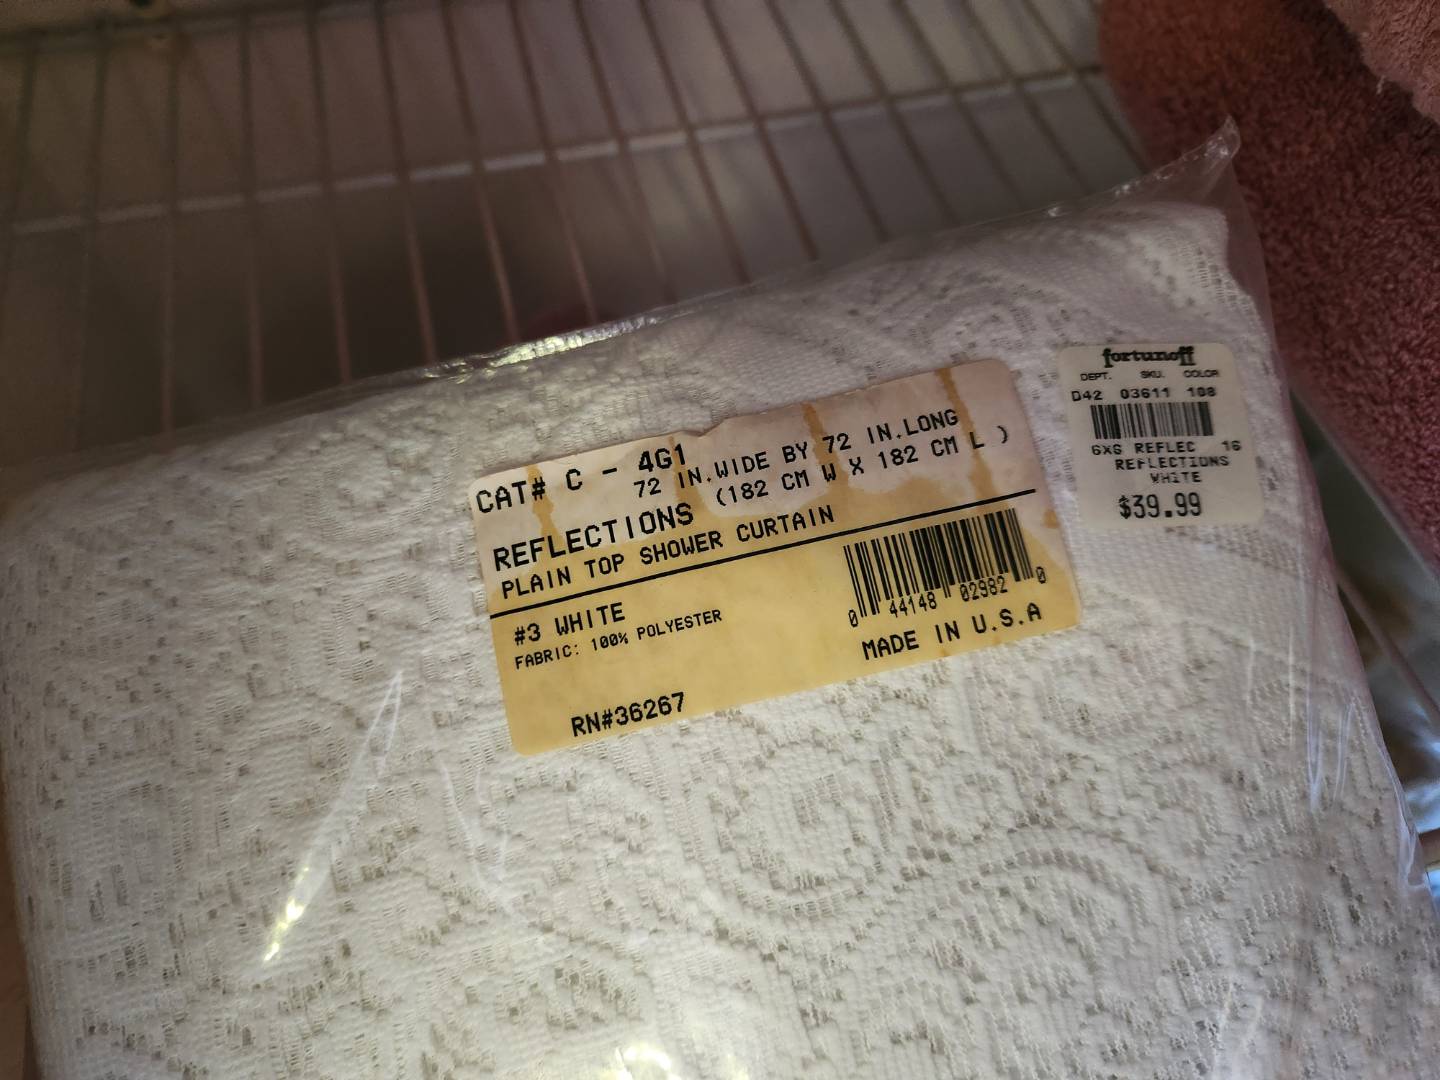 CAT# C - 4G1
72 IN.WIDE BY 72 IN.LONG
(182 CM W X 182 CM L )
REFLECTIONS
PLAIN TOP SHOWER CURTAIN
#3 WHITE
FABRIC: 100% POLYESTER
0 44148 02982 0
MADE IN U.S.A
RN#36267
fortunoff
DEPT. SKU. COLOR
D42 03611 108
6X6 REFLEC 16
REFLECTIONS
WHITE
$39.99